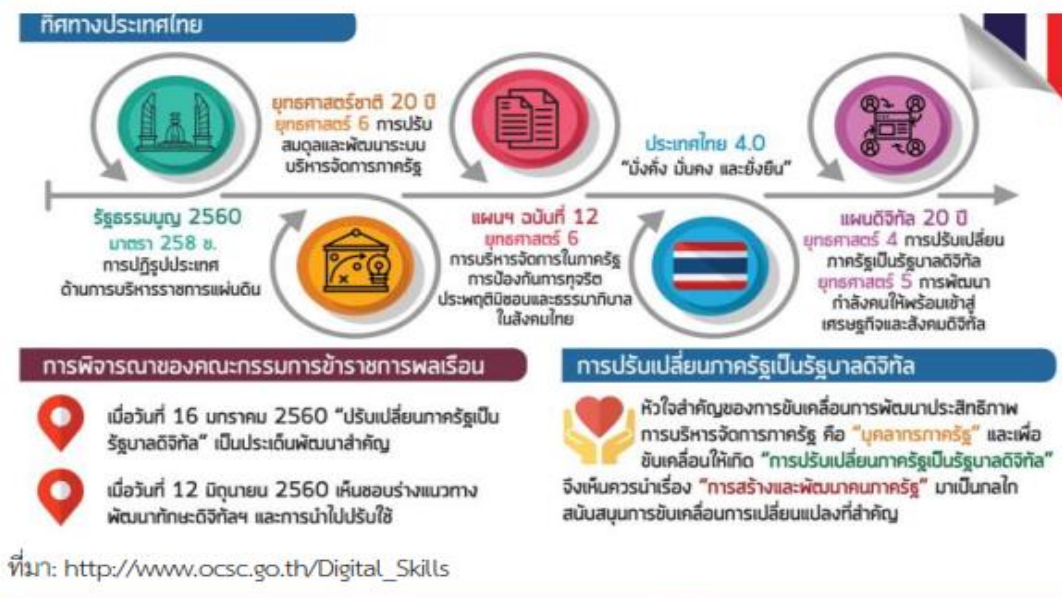 ทิศทางประเทศไทย
ยุทธศาสตร์ชาติ 20 ปี
ยุทธศาสตร์ 6 การปรับ
สมดุลและพัฒนาระบบ
บริหารจัดการภาครัฐ
ประเทศไทย 4.0
“มั่งคั่ง มั่นคง และยั่งยืน”
รัฐธรรมนูญ 2560
มาตรา 258 ข.
การปฏิรูปประเทศ
ด้านการบริหารราชการแผ่นดิน
แผนฯ ฉบับที่ 12
ยุทธศาสตร์ 6
การบริหารจัดการในภาครัฐ
การป้องกันการทุจริต
ประพฤติมิชอบและธรรมาภิบาล
ในสังคมไทย
แผนดิจิทัล 20 ปี
ยุทธศาสตร์ 4 การปรับเปลี่ยน
ภาครัฐเป็นรัฐบาลดิจิทัล
ยุทธศาสตร์ 5 การพัฒนา
กำลังคนให้พร้อมเข้าสู่
เศรษฐกิจและสังคมดิจิทัล
การพิจารณาของคณะกรรมการข้าราชการพลเรือน
เมื่อวันที่ 16 มกราคม 2560 “ปรับเปลี่ยนภาครัฐเป็น
รัฐบาลดิจิทัล” เป็นประเด็นพัฒนาสำคัญ
เมื่อวันที่ 12 มิถุนายน 2560 เห็นชอบร่างแนวทาง
พัฒนาทักษะดิจิทัลฯ และการนำไปปรับใช้
การปรับเปลี่ยนภาครัฐเป็นรัฐบาลดิจิทัล
หัวใจสำคัญของการขับเคลื่อนการพัฒนาประสิทธิภาพ
การบริหารจัดการภาครัฐ คือ “บุคลากรภาครัฐ” และเพื่อ
ขับเคลื่อนให้เกิด “การปรับเปลี่ยนภาครัฐเป็นรัฐบาลดิจิทัล”
จึงเห็นควรนำเรื่อง “การสร้างและพัฒนาคนภาครัฐ” มาเป็นกลไก
สนับสนุนการขับเคลื่อนการเปลี่ยนแปลงที่สำคัญ
ที่มา: http://www.ocsc.go.th/Digital_Skills